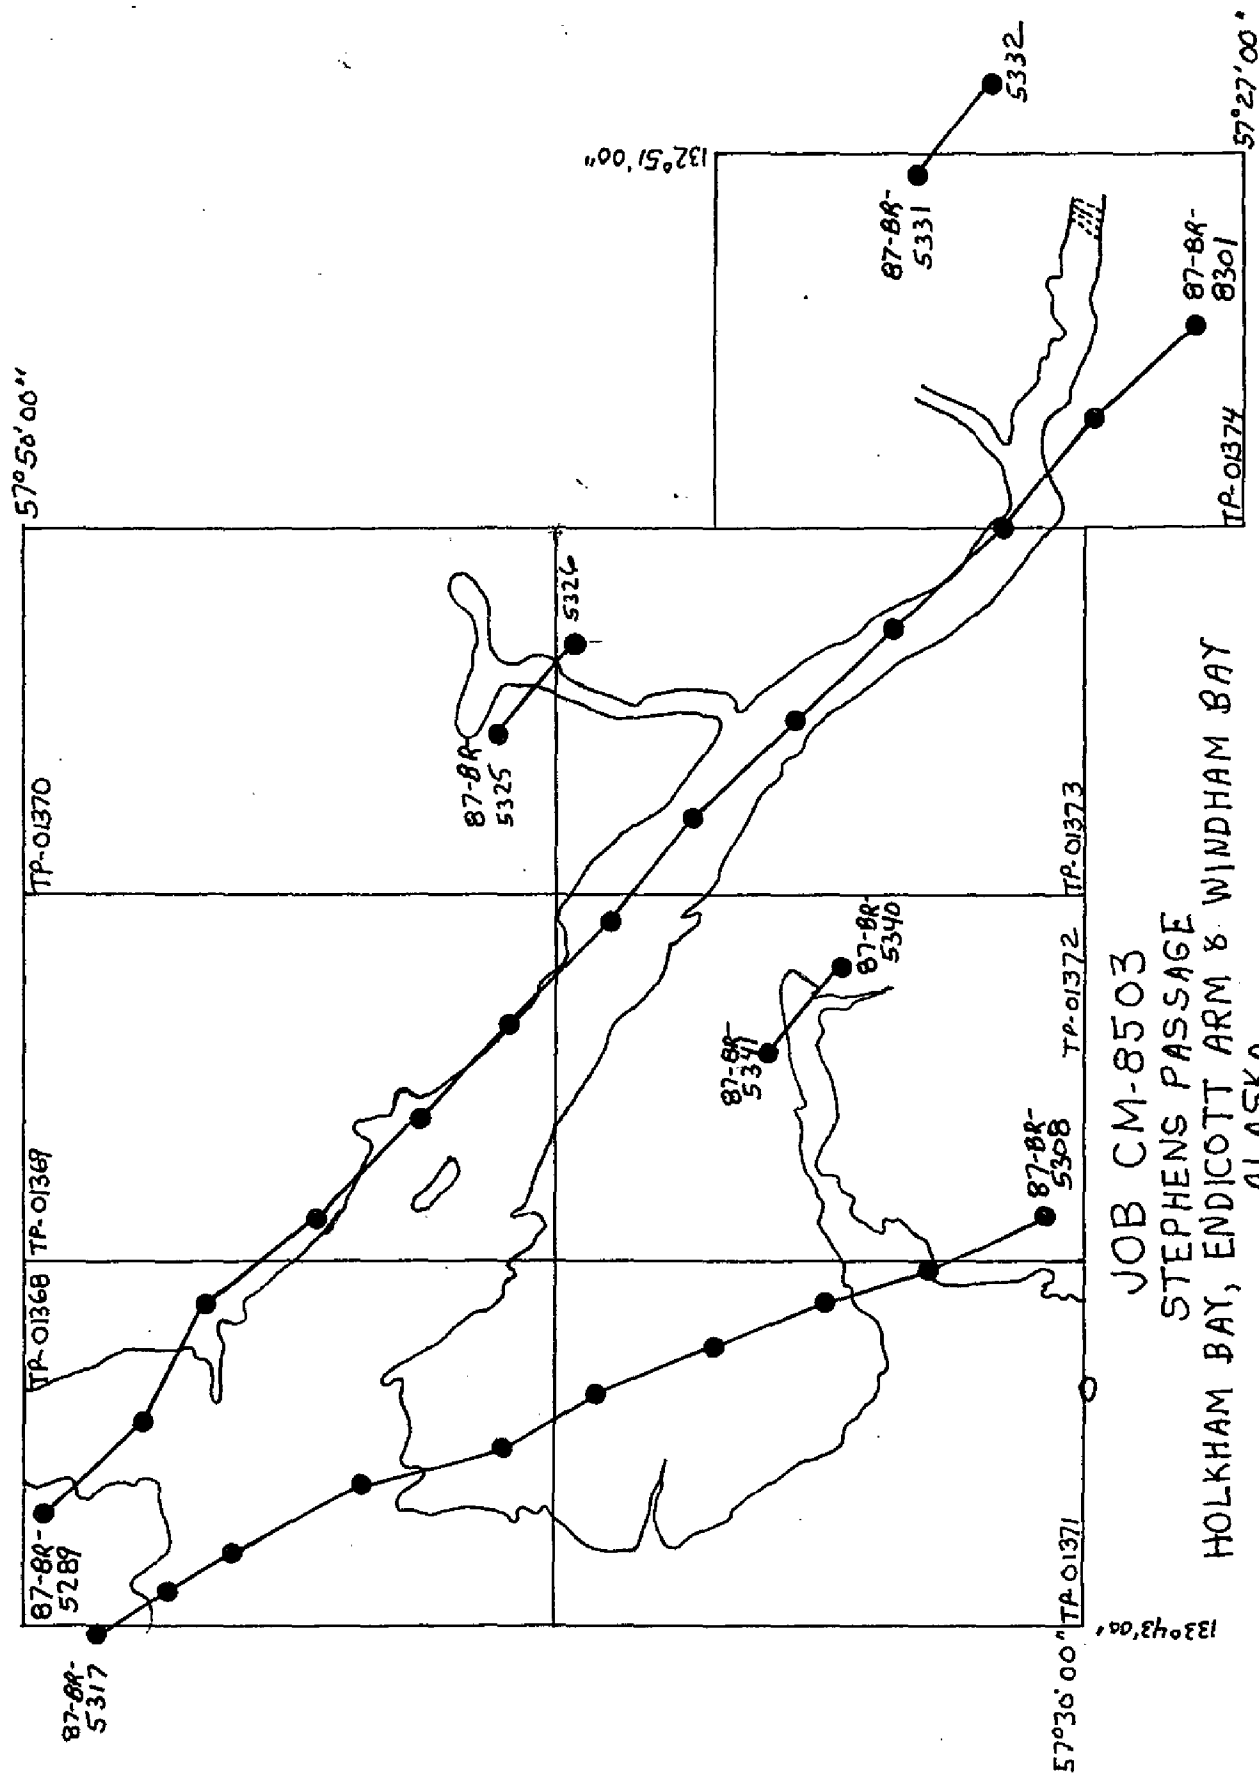 57°50'00"
132°51'00"
TP-01368
TP-01369
TP-01370
87-BR-
5317
87-BR-
5289
87-BR-
5325
5326
87-BR-
5331
5332
87-BR-
5341
87-BR-
5340
87-BR-
5308
87-BR-
8301
57°30'00"
133°43'00"
TP-01371
TP-01372
TP-01373
TP-01374
57°27'00"
JOB CM-8503
STEPHENS PASSAGE
HOLKHAM BAY, ENDICOTT ARM & WINDHAM BAY
ALASKA